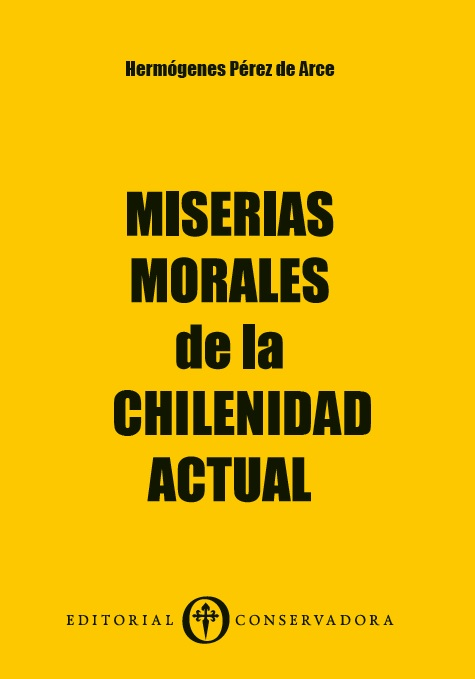 Hermógenes Pérez de Arce
MISERIAS
MORALES
de la
CHILENIDAD
ACTUAL
EDITORIAL CONSERVADORA